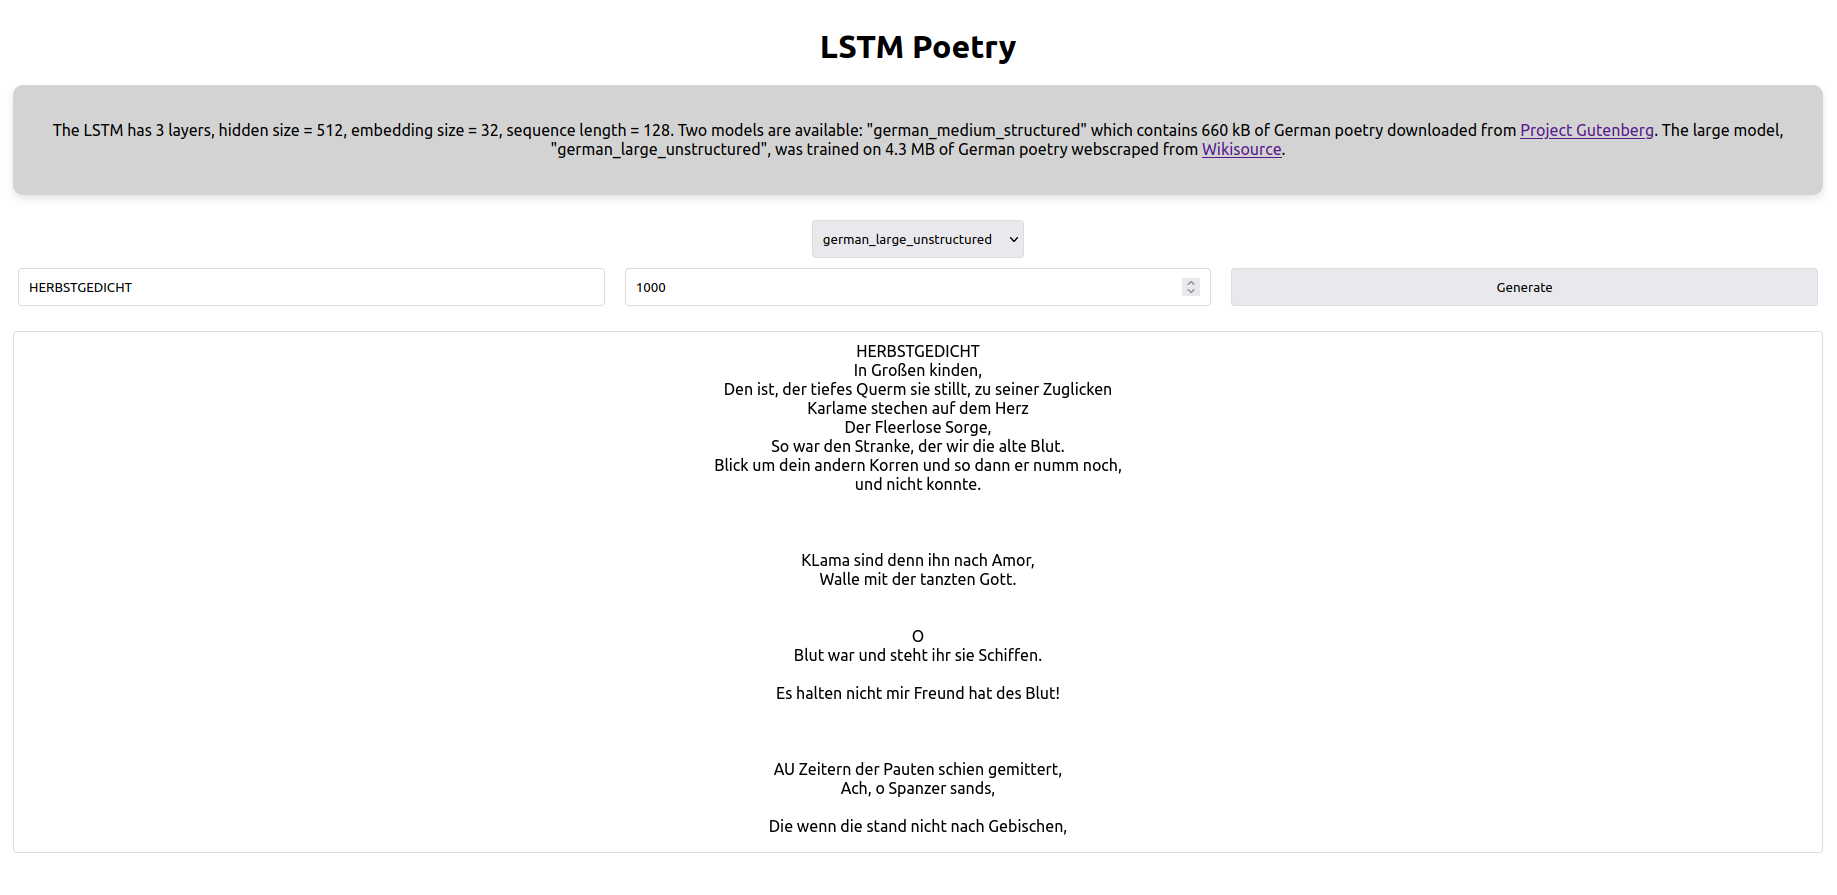 LSTM Poetry
The LSTM has 3 layers, hidden size = 512, embedding size = 32, sequence length = 128. Two models are available: "german_medium_structured" which contains 660 kB of German poetry downloaded from Project Gutenberg. The large model,
"german_large_unstructured", was trained on 4.3 MB of German poetry webscraped from Wikisource.
german_large_unstructured
HERBSTGEDICHT
1000
Generate
HERBSTGEDICHT
In Großen kinden,
Den ist, der tiefes Querm sie stillt, zu seiner Zuglicken
Karlame stechen auf dem Herz
Der Fleerlose Sorge,
So war den Stranke, der wir die alte Blut.
Blick um dein andern Korren und so dann er numm noch,
und nicht konnte.
KLama sind denn ihn nach Amor,
Walle mit der tanzten Gott.
O
Blut war und steht ihr sie Schiffen.
Es halten nicht mir Freund hat des Blut!
AU Zeitern der Pauten schien gemittert,
Ach, o Spanzer sands,
Die wenn die stand nicht nach Gebischen,